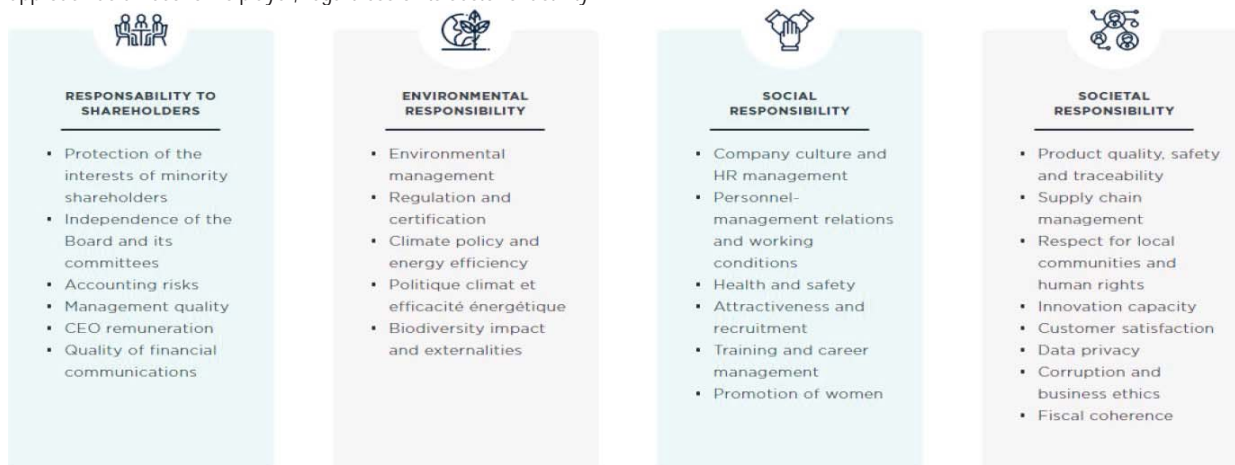 RESPONSABILITY TO
SHAREHOLDERS
• Protection of the
interests of minority
shareholders
• Independence of the
Board and its
committees
• Accounting risks
• Management quality
• CEO remuneration
• Quality of financial
communications
ENVIRONMENTAL
RESPONSIBILITY
• Environmental
management
• Regulation and
certification
• Climate policy and
energy efficiency
• Politique climat et
efficacité énergétique
• Biodiversity impact
and externalities
SOCIAL
RESPONSIBILITY
• Company culture and
HR management
• Personnel-
management relations
and working
conditions
• Health and safety
• Attractiveness and
recruitment
• Training and career
management
• Promotion of women
SOCIETAL
RESPONSIBILITY
• Product quality, safety
and traceability
• Supply chain
management
• Respect for local
communities and
human rights
• Innovation capacity
• Customer satisfaction
• Data privacy
• Corruption and
business ethics
• Fiscal coherence